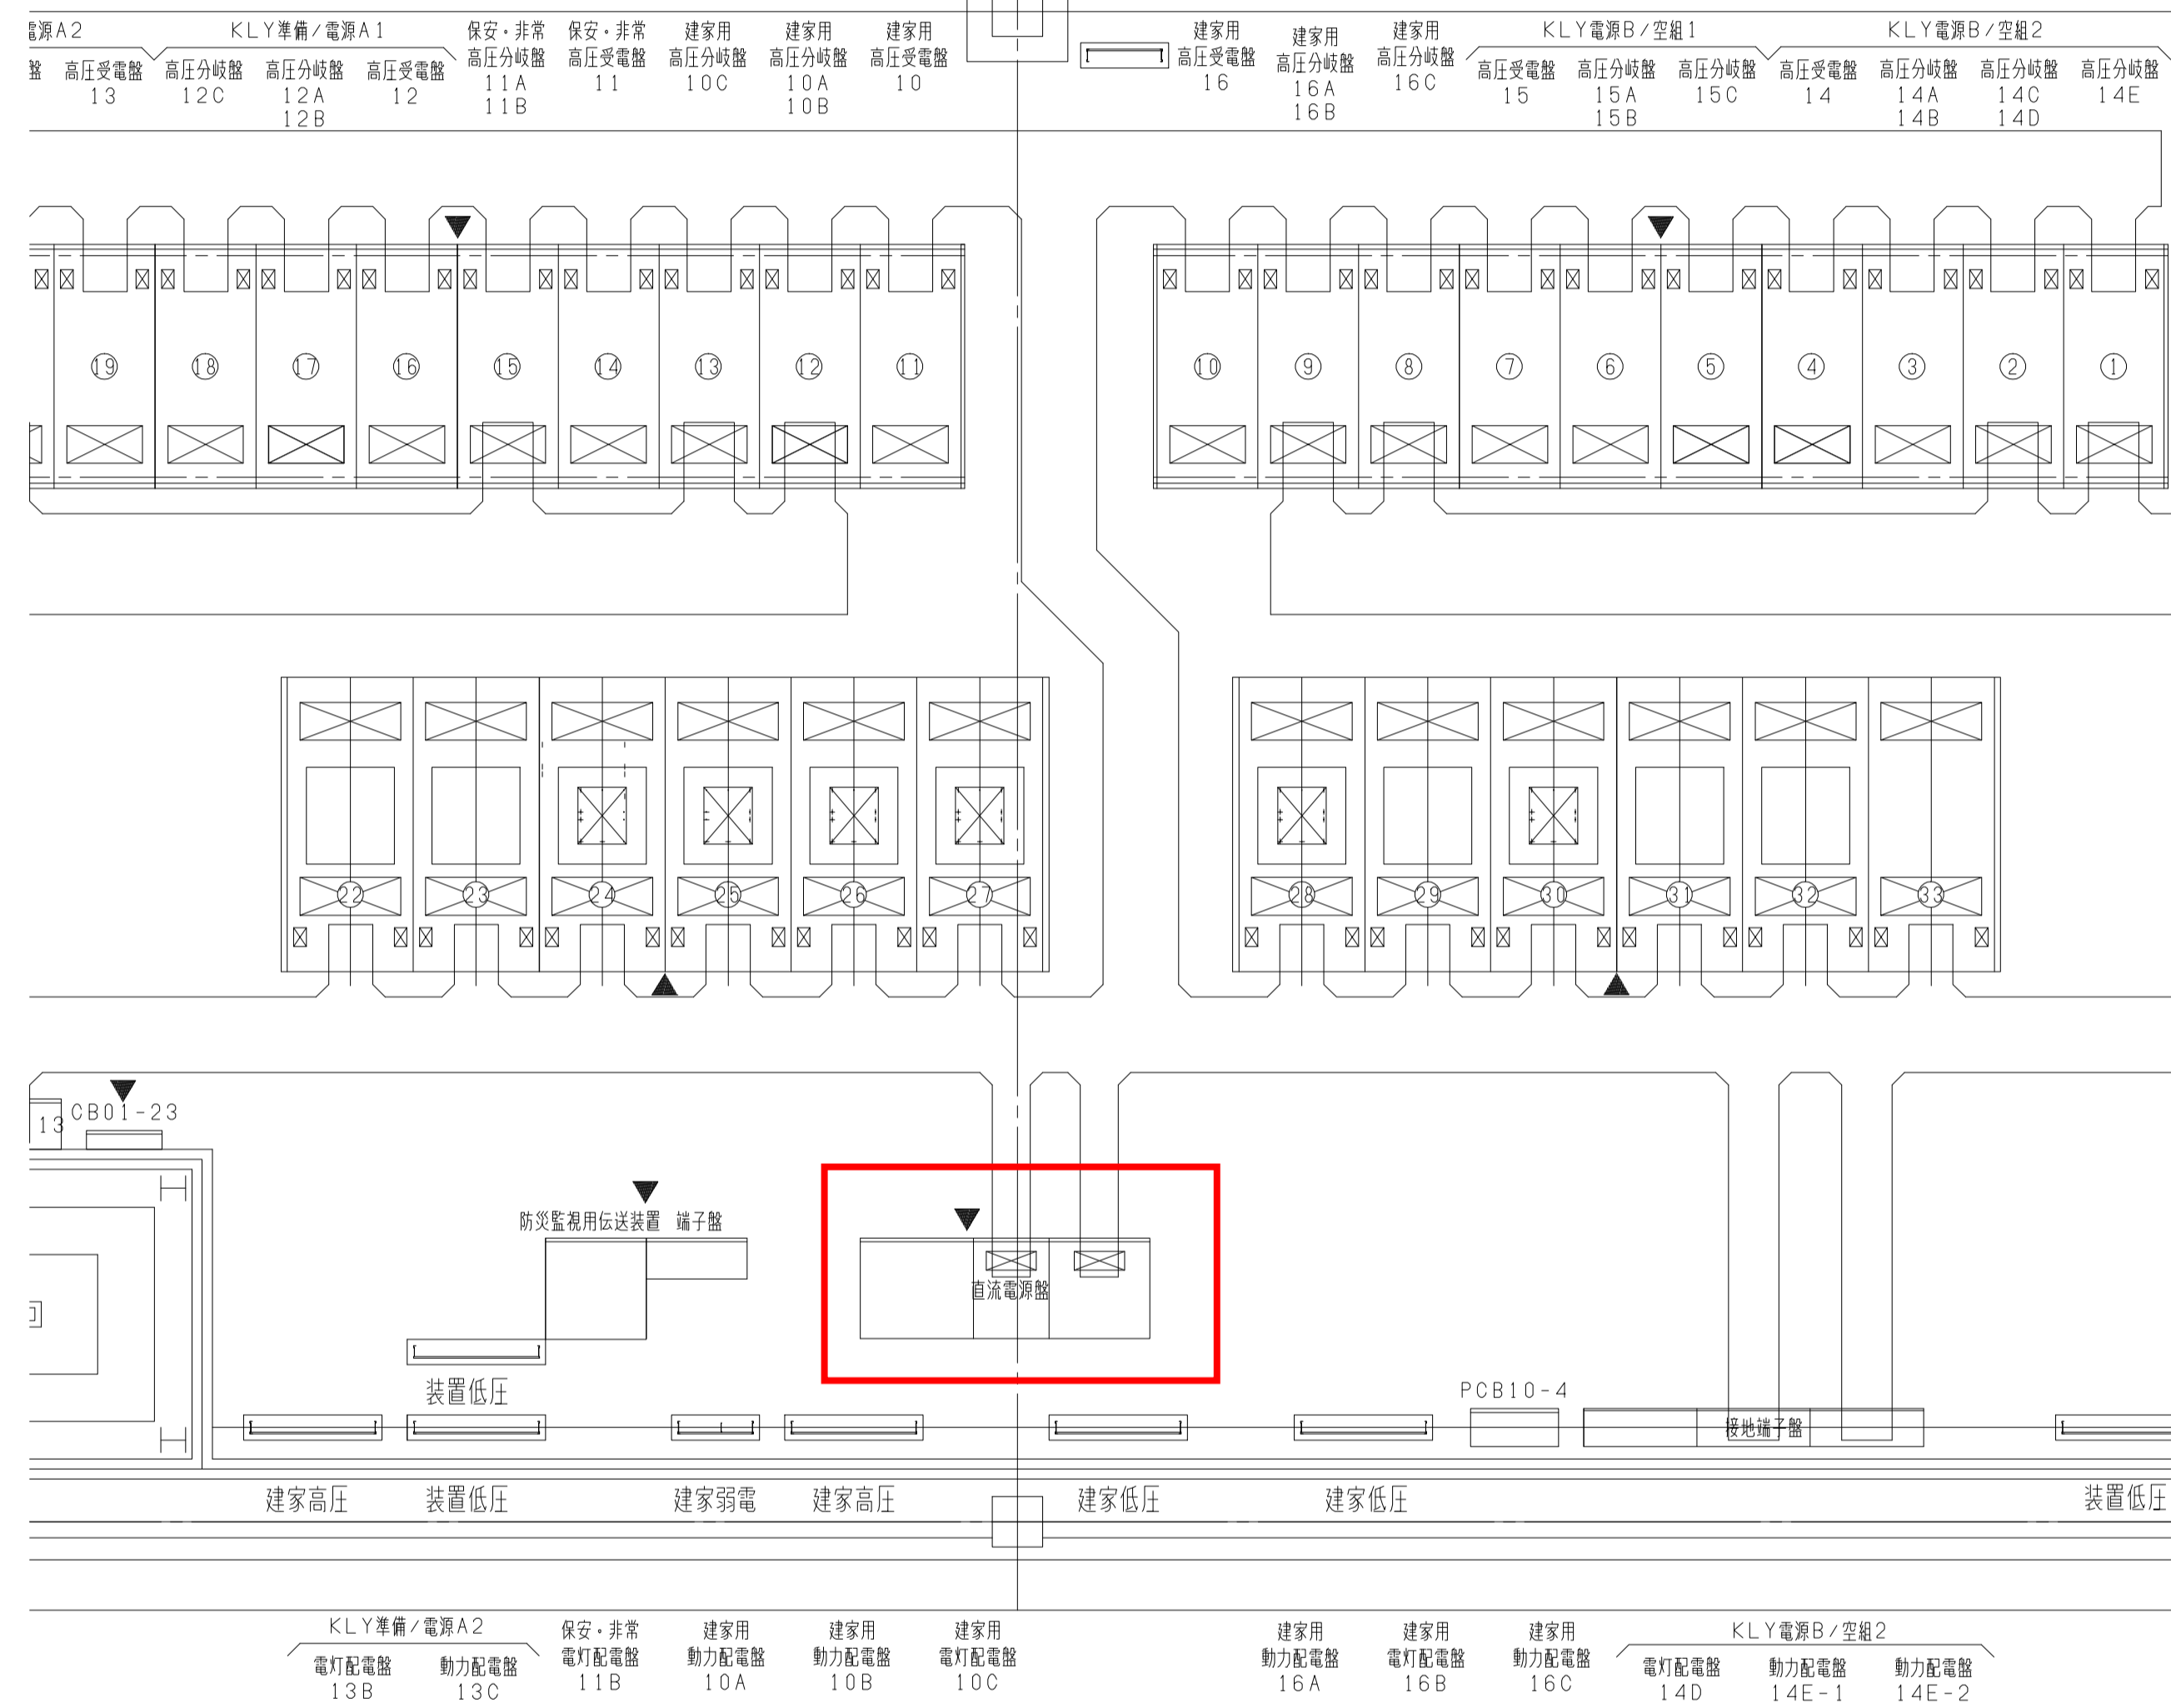 電源A2
KLY準備/電源A1
保安・非常
高圧分岐盤
11A
11B
保安・非常
高圧受電盤
11
建家用
高圧分岐盤
10C
建家用
高圧分岐盤
10A
10B
建家用
高圧受電盤
10
建家用
高圧受電盤
16
建家用
高圧分岐盤
16A
16B
建家用
高圧分岐盤
16C
KLY電源B/空組1
KLY電源B/空組2
盤
高圧受電盤
13
高圧分岐盤
12C
高圧分岐盤
12A
12B
高圧受電盤
12
高圧受電盤
15
高圧分岐盤
15A
15B
高圧分岐盤
15C
高圧受電盤
14
高圧分岐盤
14A
14B
高圧分岐盤
14C
14D
高圧分岐盤
14E
19
18
17
16
15
14
13
12
11
10
9
8
7
6
5
4
3
2
1
22
23
24
25
26
27
28
29
30
31
32
33
13
CB01-23
防災監視用伝送装置 端子盤
直流電源盤
装置低圧
PCB10-4
接地端子盤
建家高圧
装置低圧
建家弱電
建家高圧
建家低圧
建家低圧
装置低圧
KLY準備/電源A2
電灯配電盤
13B
動力配電盤
13C
保安・非常
電灯配電盤
11B
建家用
動力配電盤
10A
建家用
動力配電盤
10B
建家用
電灯配電盤
10C
建家用
動力配電盤
16A
建家用
電灯配電盤
16B
建家用
動力配電盤
16C
KLY電源B/空組2
電灯配電盤
14D
動力配電盤
14E-1
動力配電盤
14E-2